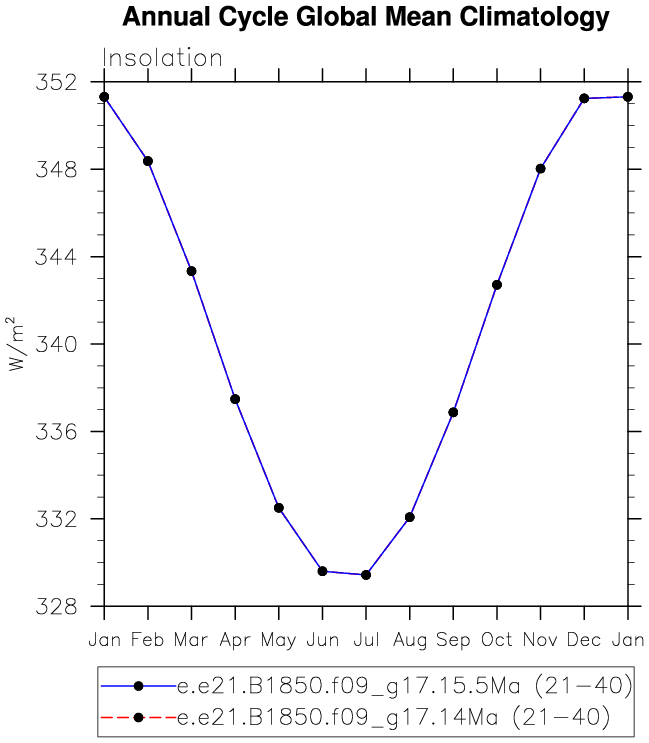 Annual Cycle Global Mean Climatology
Insolation
352
348
344
340
336
332
328
W/m²
Jan Feb Mar Apr May Jun Jul Aug Sep Oct Nov Dec Jan
e.e21.B1850.f09_g17.15.5Ma (21-40)
e.e21.B1850.f09_g17.14Ma (21-40)